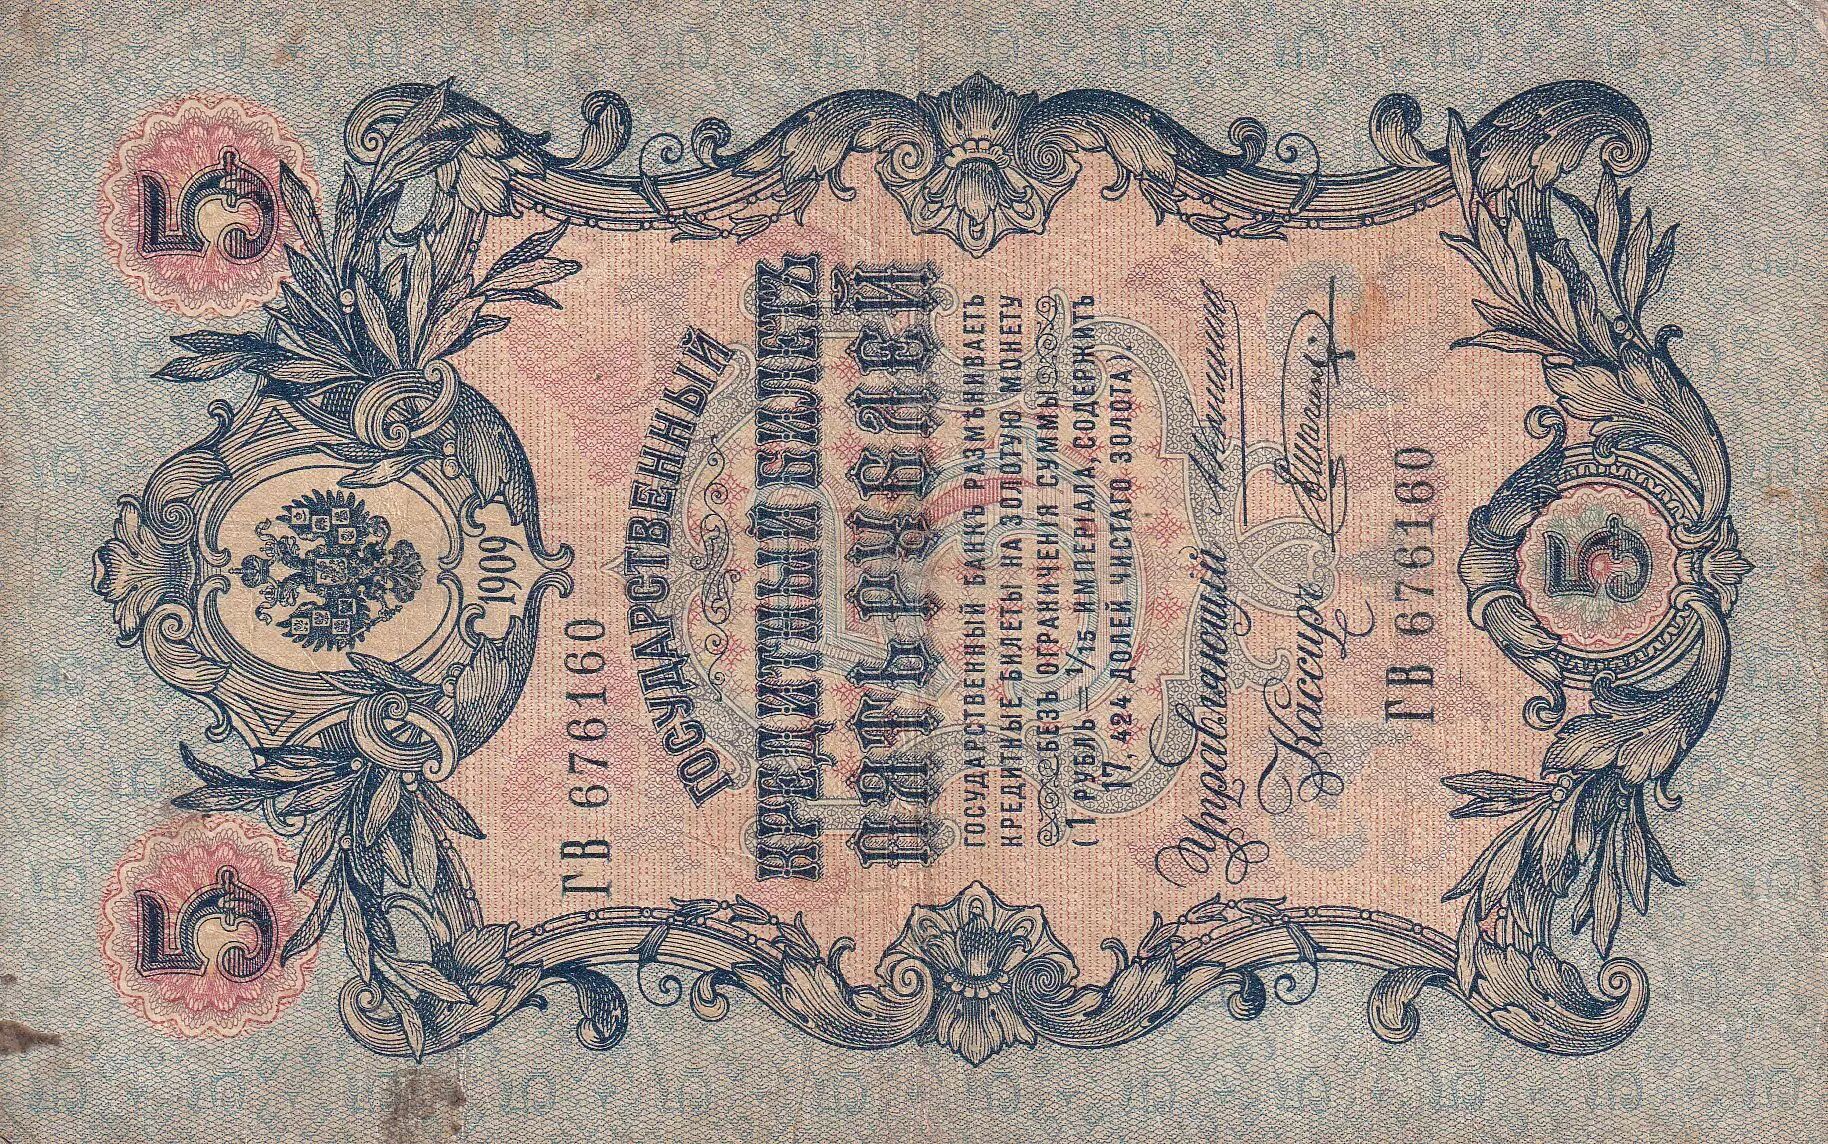 5 5
1909
ГВ 676160
ГОСУДАРСТВЕННЫЙ
КРЕДИТНЫЙ БИЛЕТЪ
ПЯТЬ РУБЛЕЙ
ГОСУДАРСТВЕННЫЙ БАНКЪ РАЗМѢНИВАЕТЪ
КРЕДИТНЫЕ БИЛЕТЫ НА ЗОЛОТУЮ МОНЕТУ
БЕЗЪ ОГРАНИЧЕНІЯ СУММЫ
(1 РУБЛЬ = 1/15 ИМПЕРІАЛА, СОДЕРЖИТЪ
17,424 ДОЛЕЙ ЧИСТАГО ЗОЛОТА).
Управляющій Коншинъ
Кассиръ
ГВ 676160
5